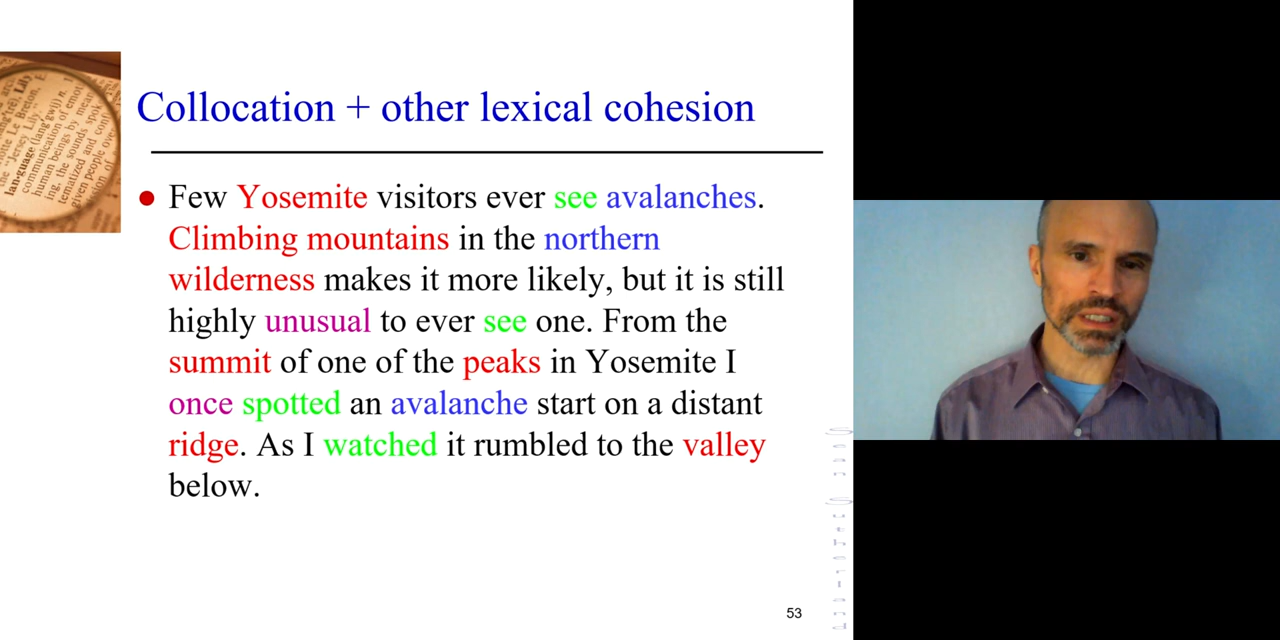 Collocation + other lexical cohesion
Few Yosemite visitors ever see avalanches.
Climbing mountains in the northern
wilderness makes it more likely, but it is still
highly unusual to ever see one. From the
summit of one of the peaks in Yosemite I
once spotted an avalanche start on a distant
ridge. As I watched it rumbled to the valley
below.
53